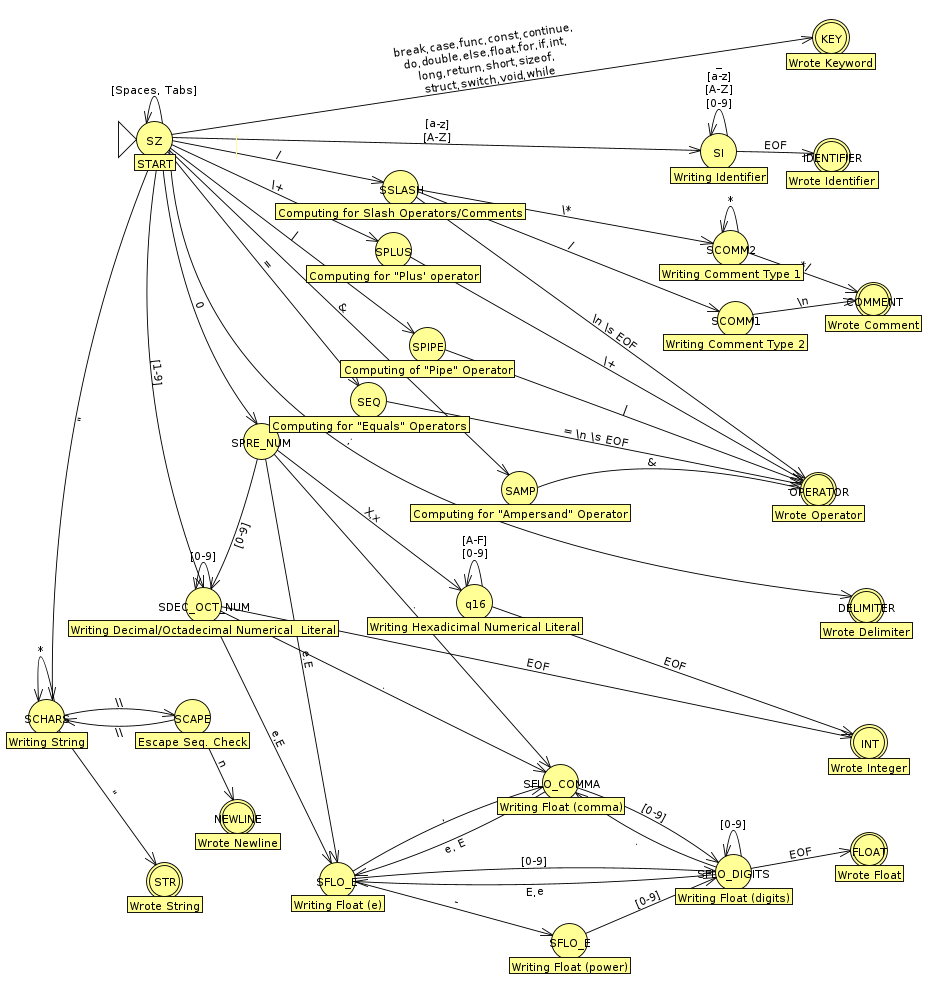 break,case,func,const,continue,
do,double,else,float,for,if,int,
long,return,short,sizeof,
struct,switch,void,while
KEY
Wrote Keyword
[Spaces, Tabs]
SZ
START
[a-z]
[A-Z]
_
[a-z]
[A-Z]
[0-9]
SI
Writing Identifier
EOF
IDENTIFIER
Wrote Identifier
/
SSLASH
Computing for Slash Operators/Comments
\+
SPLUS
Computing for "Plus' operator
\*
*
SCOMM2
Writing Comment Type 1
*/
/
SCOMM1
Writing Comment Type 2
\n
COMMENT
Wrote Comment
|
SPIPE
Computing of "Pipe" Operator
=
SEQ
Computing for "Equals" Operators
&
SAMP
Computing for "Ampersand" Operator
\n \s EOF
\+
|
= \n \s EOF
&
OPERATOR
Wrote Operator
0
SPRE_NUM
[1-9]
"
;
DELIMITER
Wrote Delimiter
[0-9]
X,x
.
e,E
[0-9]
SDEC_OCT_NUM
Writing Decimal/Octadecimal Numerical  Literal
[A-F]
[0-9]
q16
Writing Hexadicimal Numerical Literal
EOF
EOF
INT
Wrote Integer
.
e,E
*
SCHARS
Writing String
\\
\\
SCAPE
Escape Seq. Check
n
NEWLINE
Wrote Newline
"
STR
Wrote String
SFLO_COMMA
Writing Float (comma)
.
e, E
[0-9]
.
SFLO_E
Writing Float (e)
[0-9]
E,e
[0-9]
SFLO_DIGITS
Writing Float (digits)
EOF
FLOAT
Wrote Float
-
SFLO_E
Writing Float (power)
[0-9]